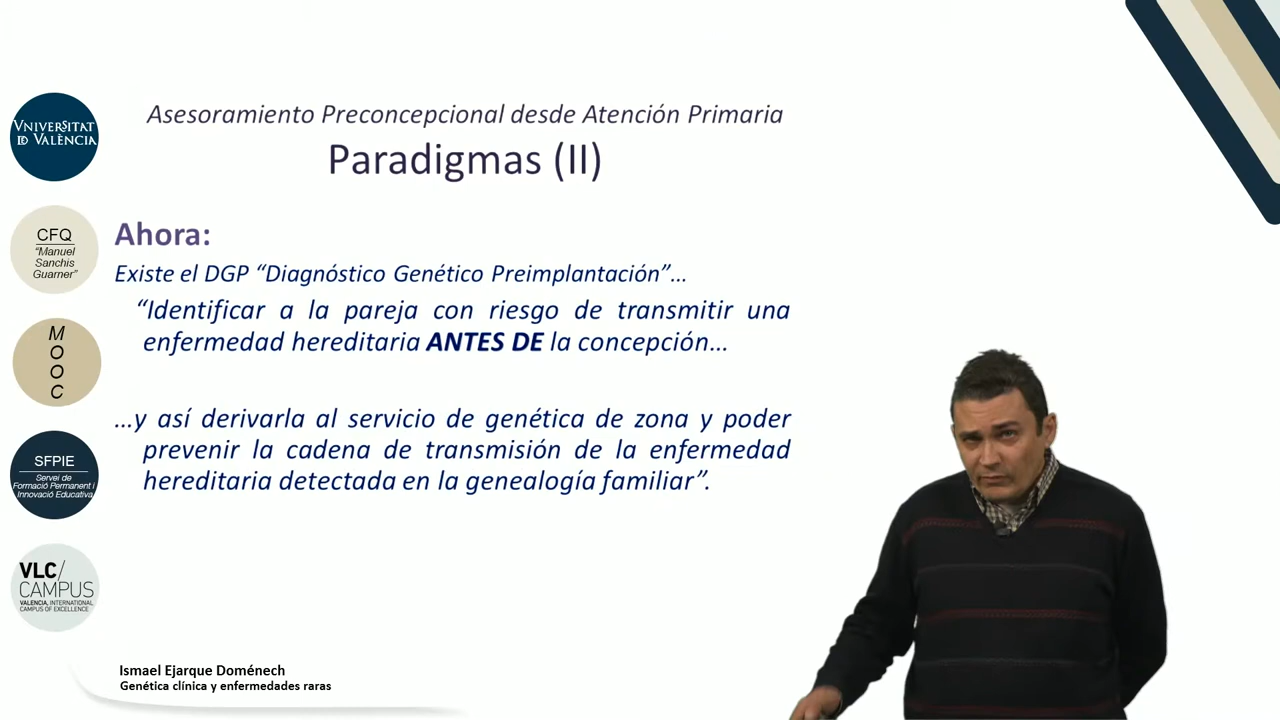 Asesoramiento Preconcepcional desde Atención Primaria
Paradigmas (II)
VNIVERSITAT
ID VALÈNCIA
CFQ
“Manuel
Sanchis
Guarner”
M
O
O
C
SFPIE
Servei de
Formació Permanent i
Innovació Educativa
VLC/
CAMPUS
VALENCIA, INTERNATIONAL
CAMPUS OF EXCELLENCE
Ahora:
Existe el DGP “Diagnóstico Genético Preimplantación”…
“Identificar a la pareja con riesgo de transmitir una
enfermedad hereditaria ANTES DE la concepción…
…y así derivarla al servicio de genética de zona y poder
prevenir la cadena de transmisión de la enfermedad
hereditaria detectada en la genealogía familiar”.
Ismael Ejarque Doménech
Genética clínica y enfermedades raras